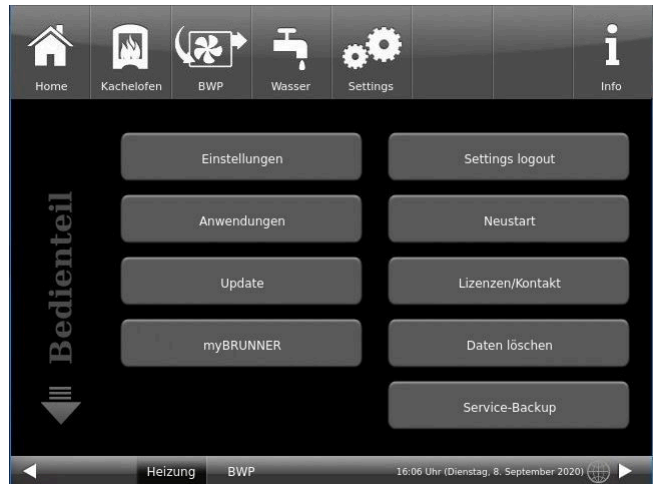 Home Kachelofen BWP Wasser Settings Info
Bedienteil
Einstellungen Settings logout
Anwendungen Neustart
Update Lizenzen/Kontakt
myBRUNNER Daten löschen
Service-Backup
Heizung BWP 16:06 Uhr (Dienstag, 8. September 2020)